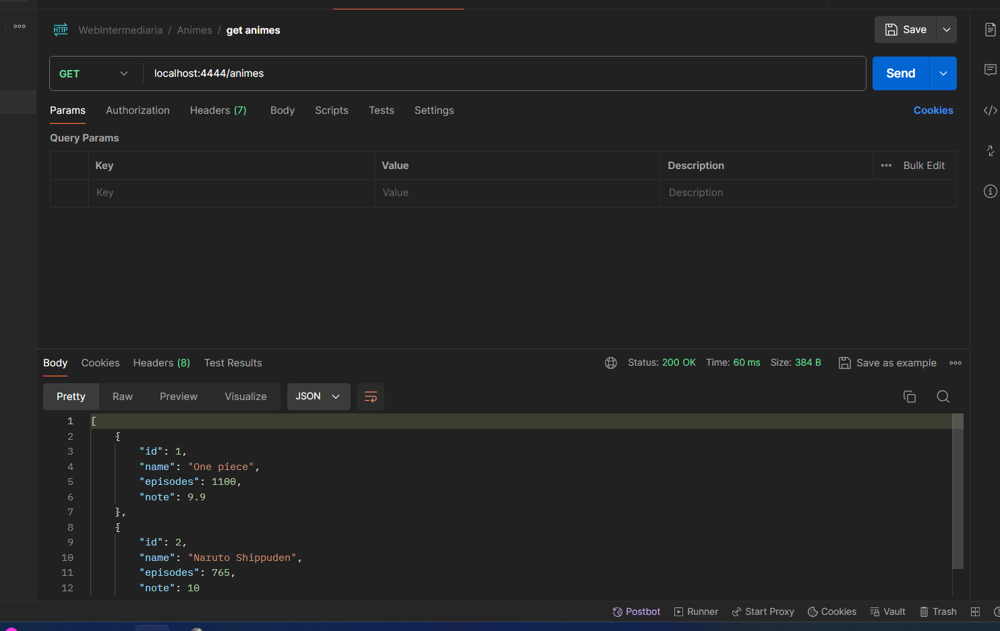 HTTP WebIntermediaria / Animes / get animes Save
GET localhost:4444/animes Send
Params Authorization Headers (7) Body Scripts Tests Settings Cookies
Query Params
Key Value Description Bulk Edit
Key Value Description
Body Cookies Headers (8) Test Results Status: 200 OK Time: 60 ms Size: 384 B Save as example
Pretty Raw Preview Visualize JSON
1 [
2 {
3 "id": 1,
4 "name": "One piece",
5 "episodes": 1100,
6 "note": 9.9
7 },
8 {
9 "id": 2,
10 "name": "Naruto Shippuden",
11 "episodes": 765,
12 "note": 10
Postbot Runner Start Proxy Cookies Vault Trash